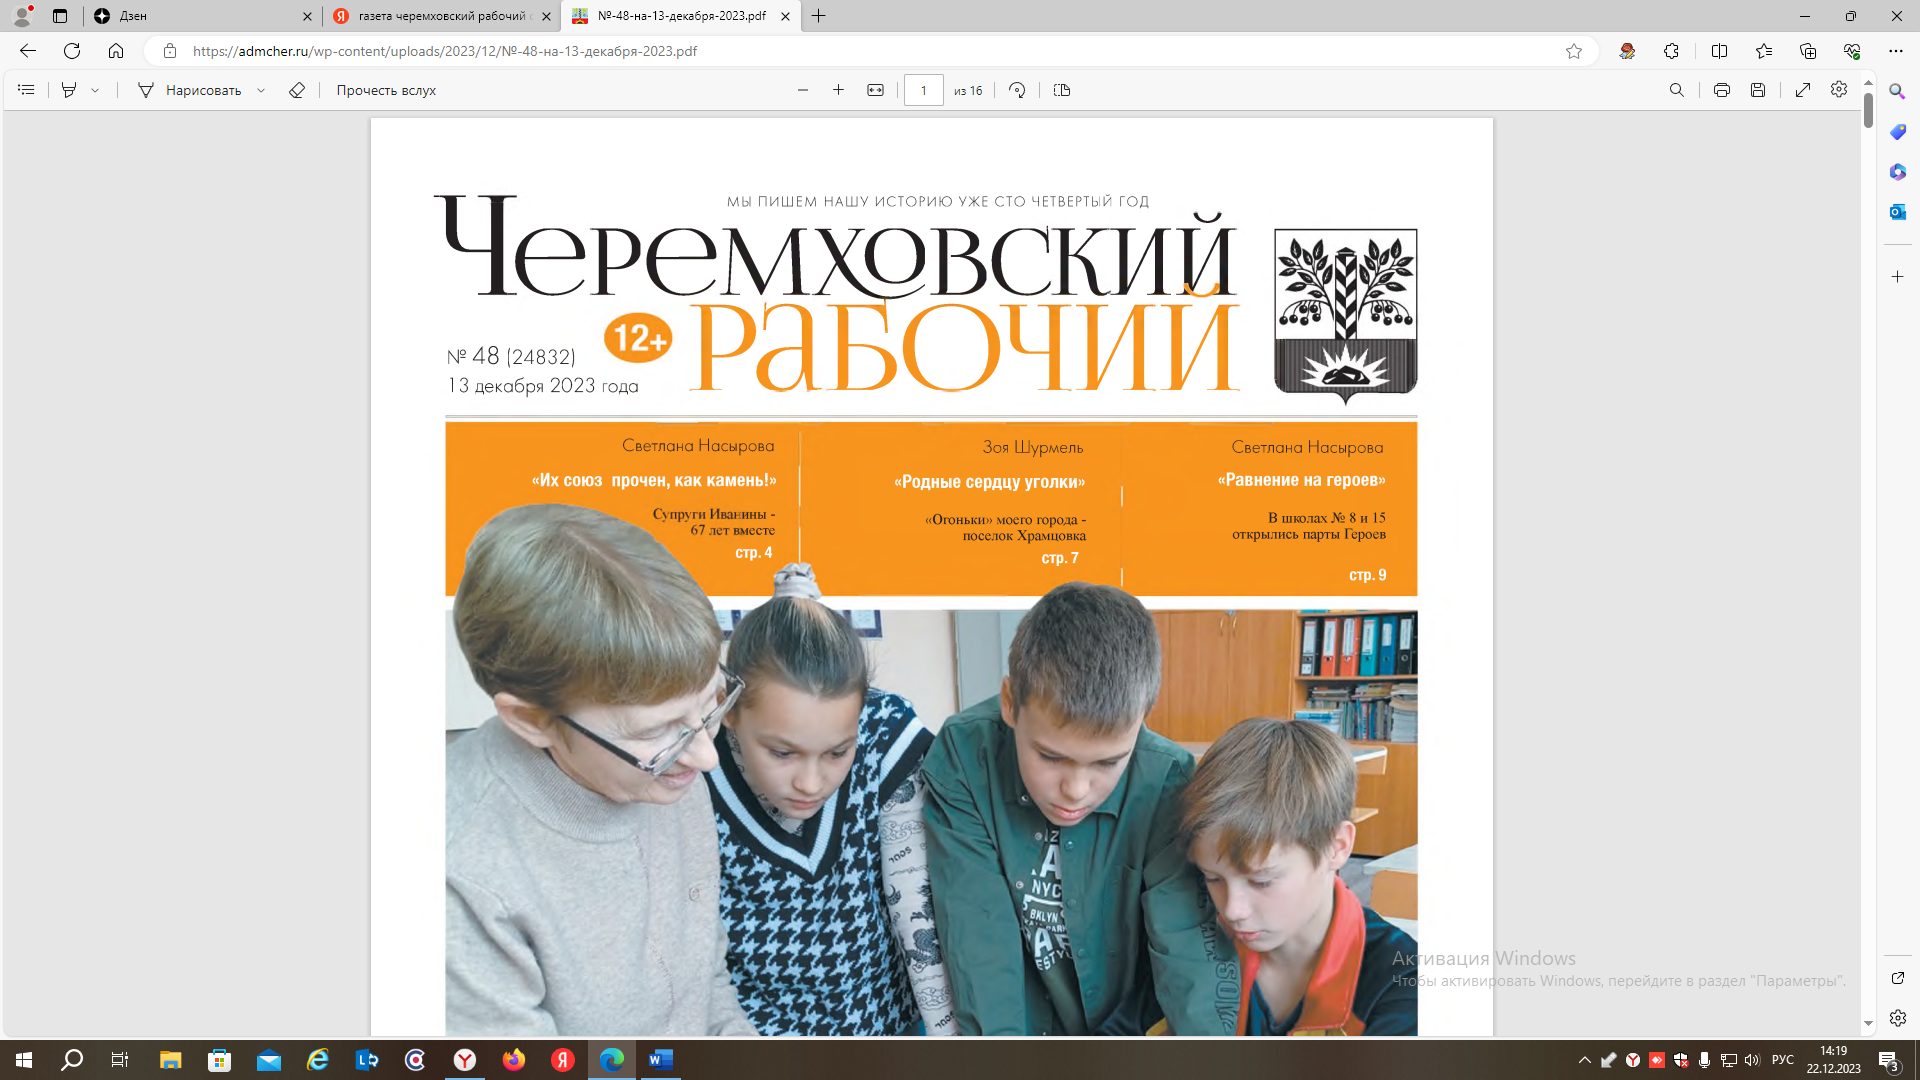 Дзен
газета черемховский рабочий
№-48-на-13-декабря-2023.pdf
https://admcher.ru/wp-content/uploads/2023/12/№-48-на-13-декабря-2023.pdf
Нарисовать
Прочесть вслух
1 из 16
МЫ ПИШЕМ НАШУ ИСТОРИЮ УЖЕ СТО ЧЕТВЕРТЫЙ ГОД
Черемховский
рабочий
12+
№ 48 (24832)
13 декабря 2023 года
Светлана Насырова
«Их союз прочен, как камень!»
Супруги Иванины -
67 лет вместе
стр. 4
Зоя Шурмель
«Родные сердцу уголки»
«Огоньки» моего города -
поселок Храмцовка
стр. 7
Светлана Насырова
«Равнение на героев»
В школах № 8 и 15
открылись парты Героев
стр. 9
NYC
BKLYN
Активация Windows
Чтобы активировать Windows, перейдите в раздел "Параметры".
РУС
14:19
22.12.2023
3